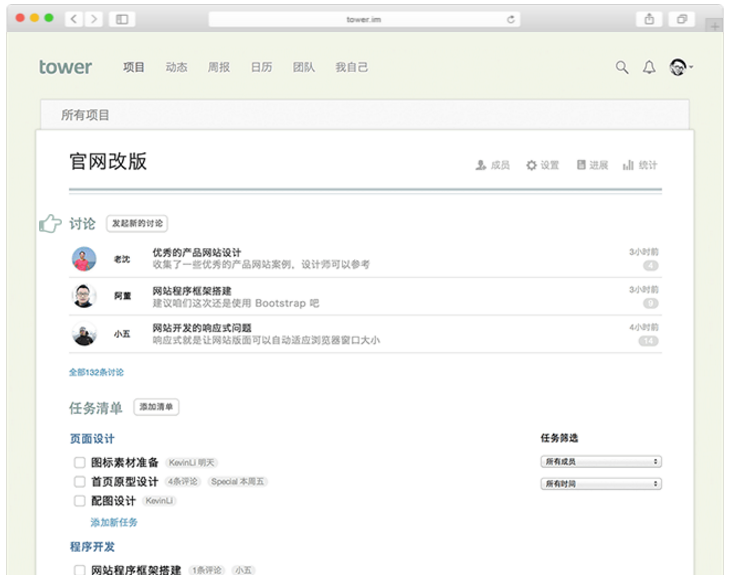 tower.im
tower 项目 动态 周报 日历 团队 我自己
所有项目
官网改版 成员 设置 进展 统计
讨论 发起新的讨论
老沈 优秀的产品网站设计 3小时前
收集了一些优秀的产品网站案例，设计师可以参考 4
阿董 网站程序框架搭建 3小时前
建议咱们这次还是使用 Bootstrap 吧 9
小五 网站开发的响应式问题 4小时前
响应式就是让网站版面可以自动适应浏览器窗口大小 14
全部132条讨论
任务清单 添加清单
页面设计 任务筛选
图标素材准备 KevinLi 明天 所有成员
首页原型设计 4条评论 Special 本周五 所有时间
配图设计 KevinLi
添加新任务
程序开发
网站程序框架搭建 1条评论 小五